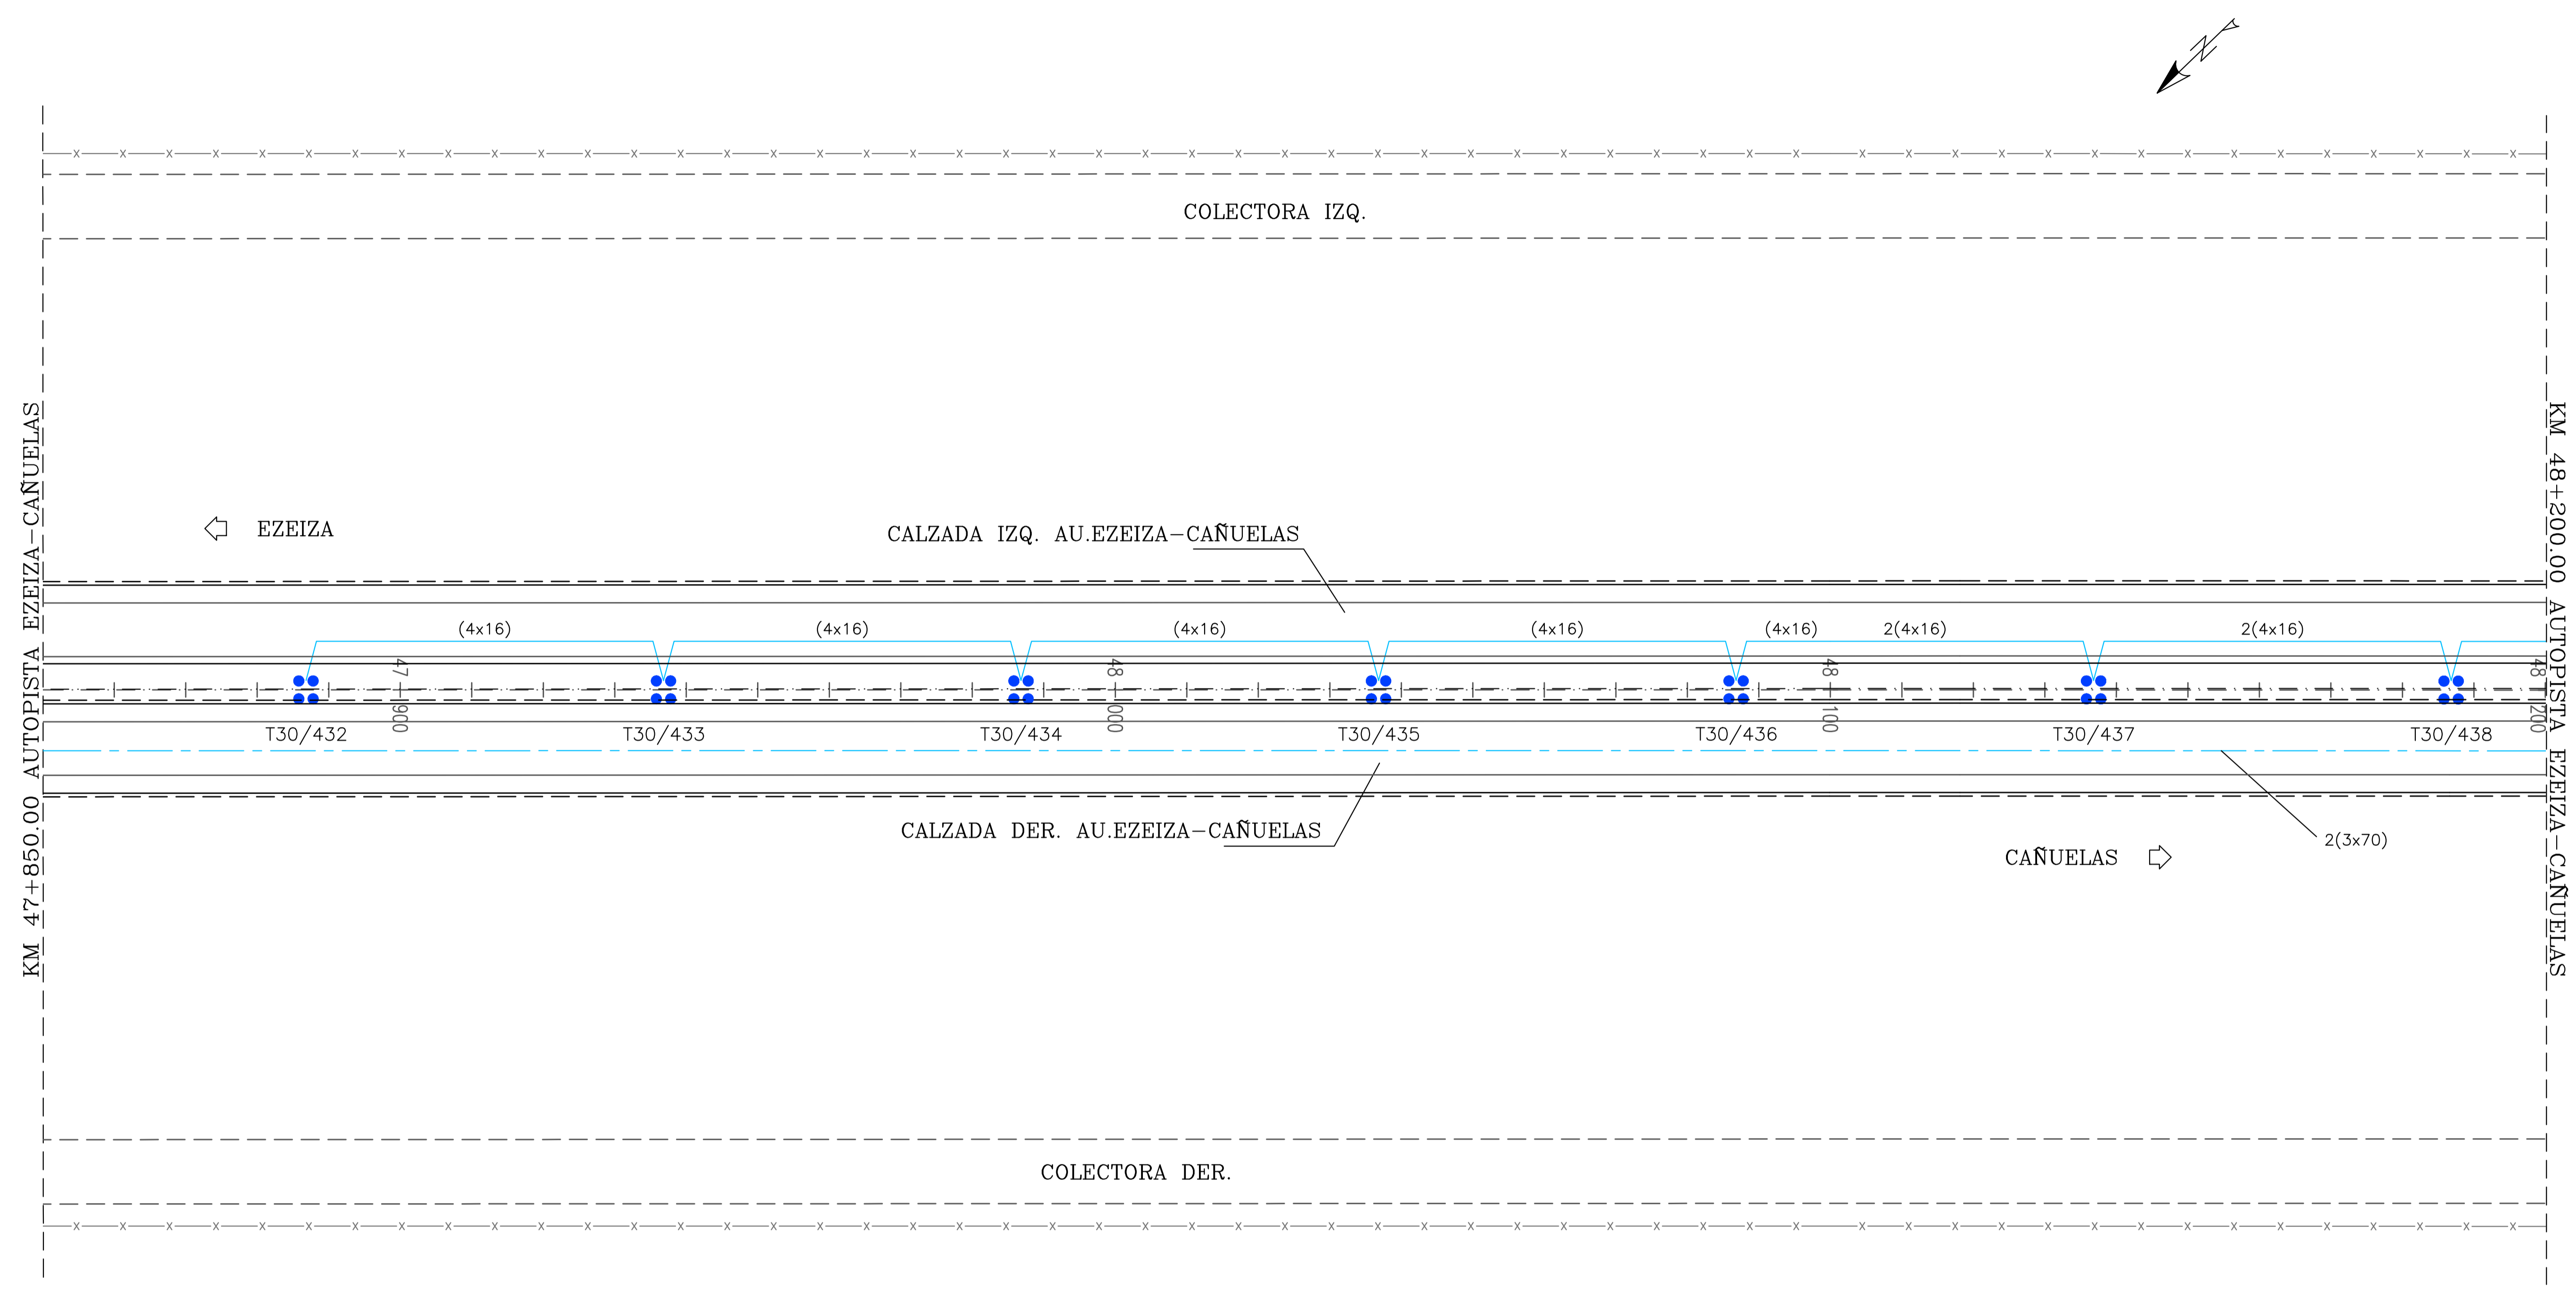 N
COLECTORA IZQ.
KM 47+850.00 AUTOPISTA EZEIZA-CAÑUELAS
KM 48+200.00 AUTOPISTA EZEIZA-CAÑUELAS
EZEIZA
CALZADA IZQ. AU.EZEIZA-CAÑUELAS
(4x16)
(4x16)
(4x16)
(4x16)
(4x16)
2(4x16)
2(4x16)
47 900
48 000
48 100
48 200
T30/432
T30/433
T30/434
T30/435
T30/436
T30/437
T30/438
CALZADA DER. AU.EZEIZA-CAÑUELAS
2(3x70)
CAÑUELAS
COLECTORA DER.